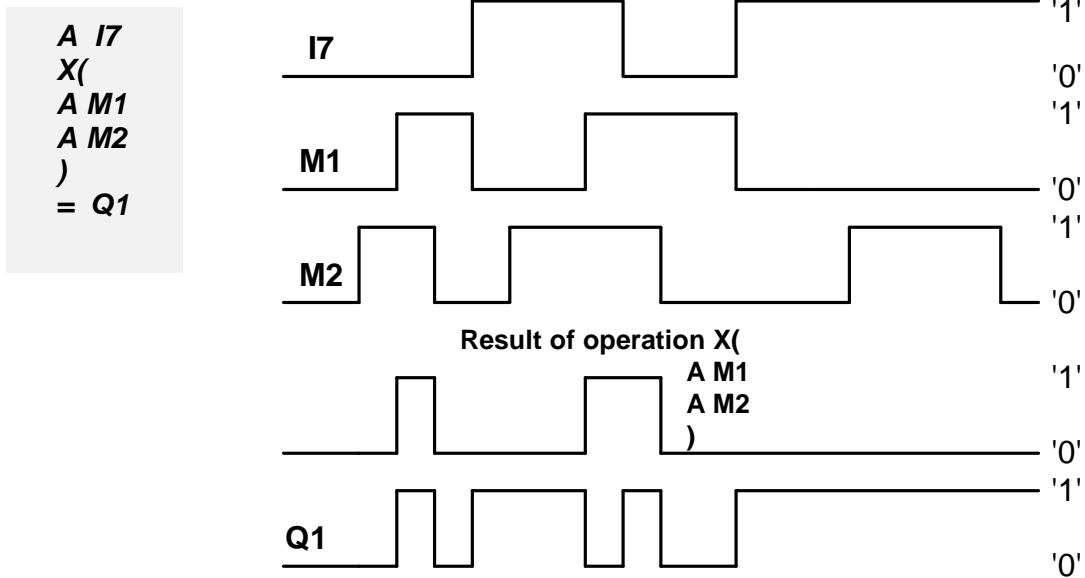 A I7
X(
A M1
A M2
)
= Q1
I7
'1'
'0'
M1
'1'
'0'
M2
'1'
'0'
Result of operation X(
A M1
A M2
)
'1'
'0'
Q1
'1'
'0'